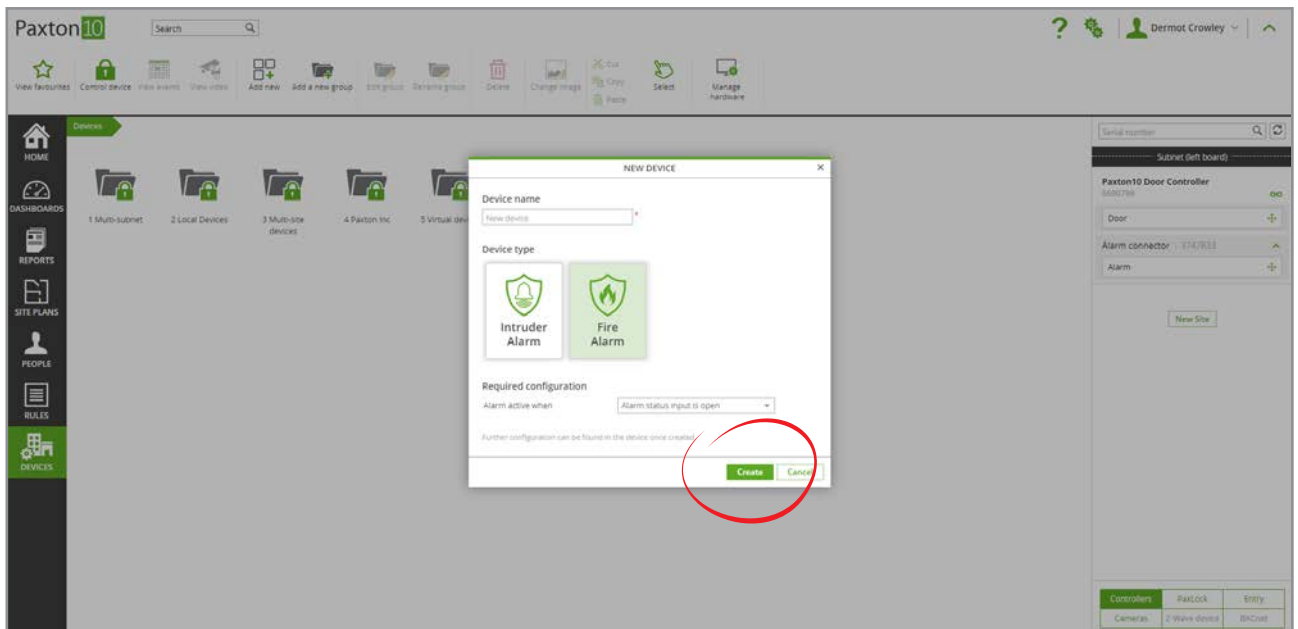 Paxton10
Search
Dermot Crowley
View favourites
Control device
View events
View video
Add new
Add a new group
Edit group
Rename group
Delete
Change image
Cut
Copy
Paste
Select
Manage hardware
HOME
DASHBOARDS
REPORTS
SITE PLANS
PEOPLE
RULES
DEVICES
Devices
1 Multi-subnet
2 Local Devices
3 Multi-site
devices
4 Paxton Inc
5 Virtual dev
NEW DEVICE
Device name
New device
*
Device type
Intruder
Alarm
Fire
Alarm
Required configuration
Alarm active when
Alarm status input is open
Further configuration can be found in the device once created
Create
Cancel
Serial number
Subnet (left board)
Paxton10 Door Controller
Door
Alarm connector
Alarm
New Site
Controllers
PaxLock
Entry
Cameras
Z-Wave device
BACnet